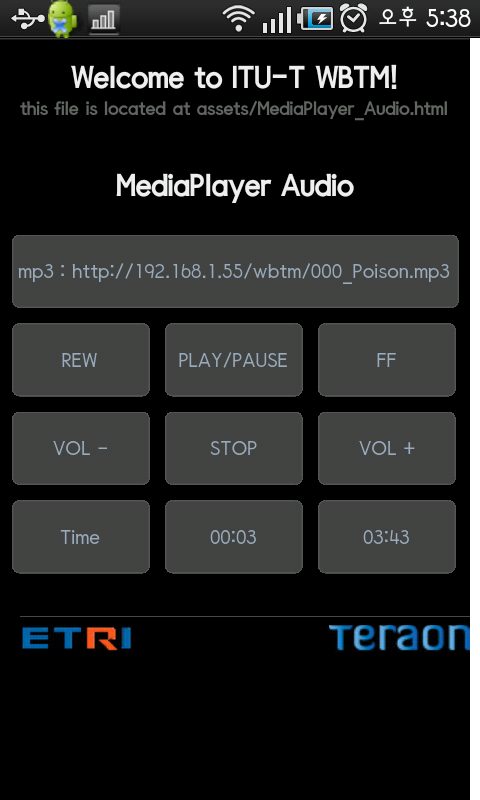 오후 5:38
Welcome to ITU-T WBTM!
this file is located at assets/MediaPlayer_Audio.html
MediaPlayer Audio
mp3 : http://192.168.1.55/wbtm/000_Poison.mp3
REW PLAY/PAUSE FF
VOL - STOP VOL +
Time 00:03 03:43
ETRI Teraon